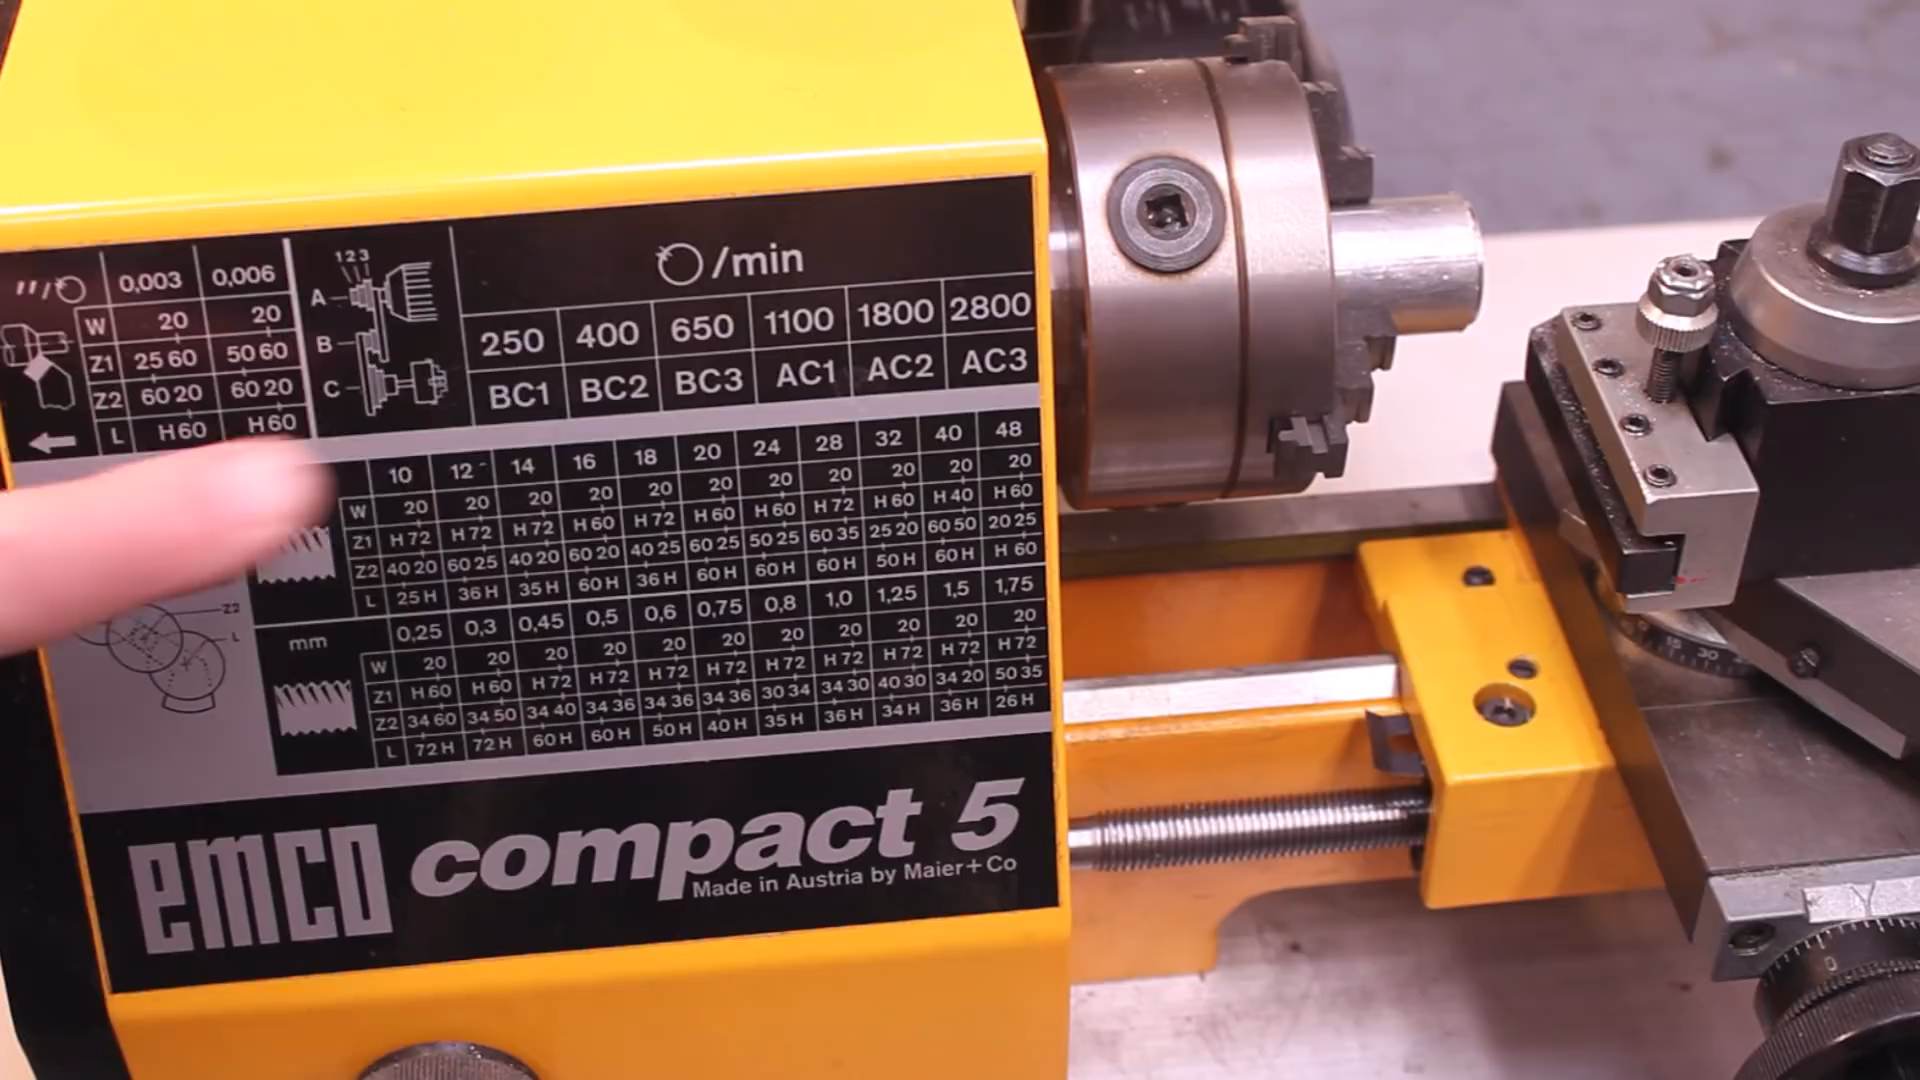 "/ 0,003 0,006
W 20 20
Z1 25 60 50 60
Z2 60 20 60 20
L H 60 H 60
1 2 3
A
B
C
/min
250 400 650 1100 1800 2800
BC1 BC2 BC3 AC1 AC2 AC3
10 12 14 16 18 20 24 28 32 40 48
W 20 20 20 20 20 20 20 20 20 20 20
Z1 H 72 H 72 H 72 H 60 H 72 H 60 H 60 H 72 H 60 H 40 H 60
Z2 40 20 60 25 40 20 60 20 40 25 60 25 50 25 60 35 25 20 60 50 20 25
L 25 H 36 H 35 H 60 H 36 H 60 H 60 H 60 H 50 H 60 H H 60
Z2
L
mm 0,25 0,3 0,45 0,5 0,6 0,75 0,8 1,0 1,25 1,5 1,75
W 20 20 20 20 20 20 20 20 20 20 20
Z1 H 60 H 60 H 72 H 72 H 72 H 72 H 72 H 72 H 72 H 72 H 72
Z2 34 60 34 50 34 40 34 36 34 36 34 36 30 34 34 30 40 30 34 20 50 35
L 72 H 72 H 60 H 60 H 50 H 40 H 35 H 36 H 34 H 36 H 26 H
emco compact 5
Made in Austria by Maier+Co
15 30
0